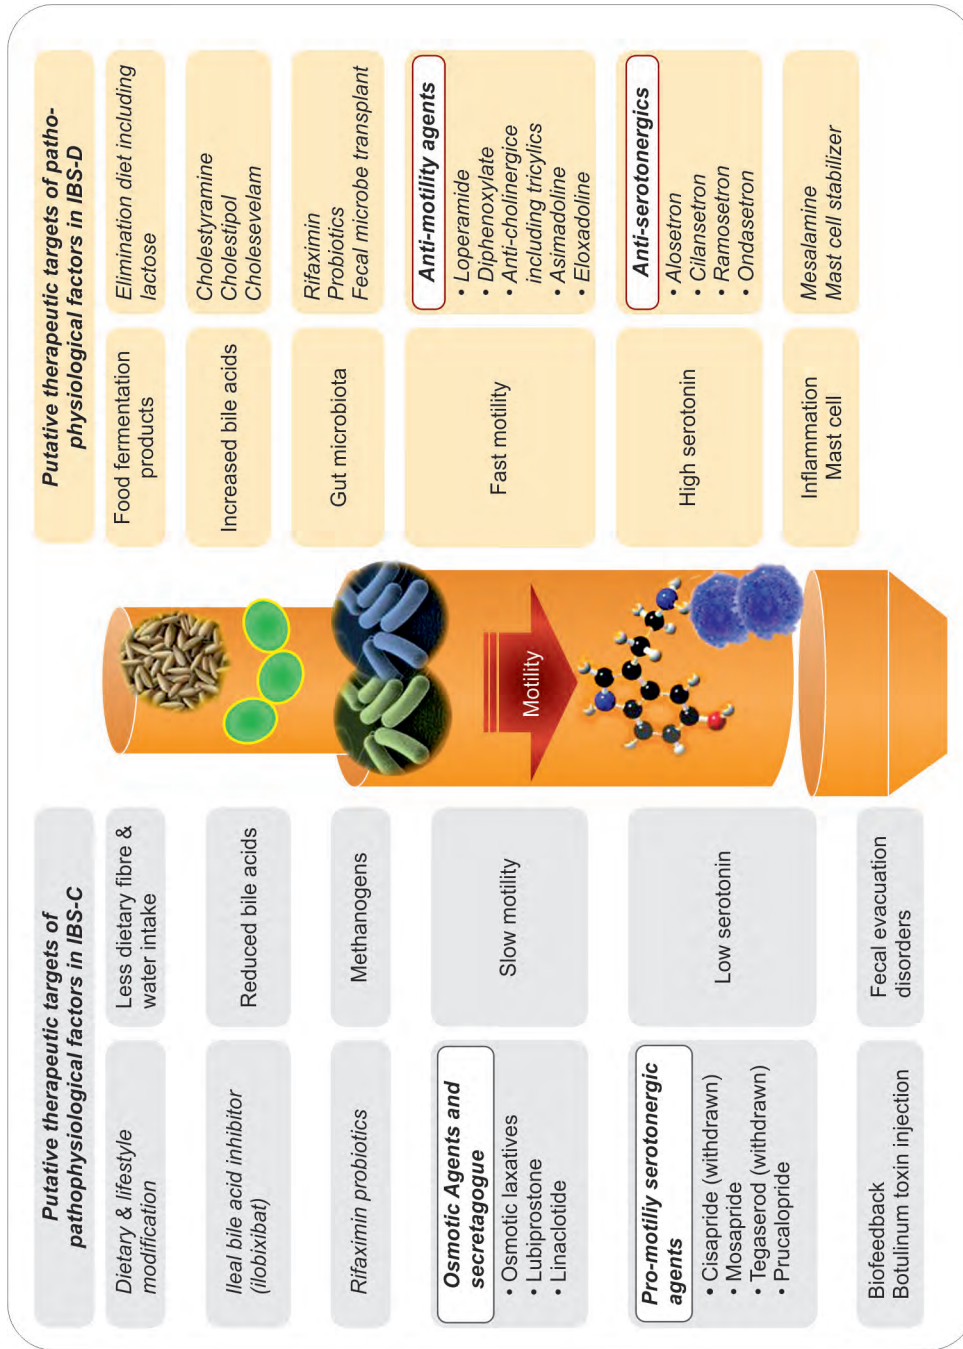 Putative therapeutic targets of
pathophysiological factors in IBS-C
Dietary & lifestyle
modification
Less dietary fibre &
water intake
Ileal bile acid inhibitor
(ilobixibat)
Reduced bile acids
Rifaximin probiotics
Methanogens
Osmotic Agents and
secretagogue
• Osmotic laxatives
• Lubiprostone
• Linaclotide
Slow motility
Pro-motiliy serotonergic
agents
• Cisapride (withdrawn)
• Mosapride
• Tegaserod (withdrawn)
• Prucalopride
Low serotonin
Biofeedback
Botulinum toxin injection
Fecal evacuation
disorders
Motility
Putative therapeutic targets of patho-
physiological factors in IBS-D
Food fermentation
products
Elimination diet including
lactose
Increased bile acids
Cholestyramine
Cholestipol
Cholesevelam
Gut microbiota
Rifaximin
Probiotics
Fecal microbe transplant
Fast motility
Anti-motility agents
• Loperamide
• Diphenoxylate
• Anti-cholinergice
including tricylics
• Asimadoline
• Eloxadoline
High serotonin
Anti-serotonergics
• Alosetron
• Cilansetron
• Ramosetron
• Ondasetron
Inflammation
Mast cell
Mesalamine
Mast cell stabilizer